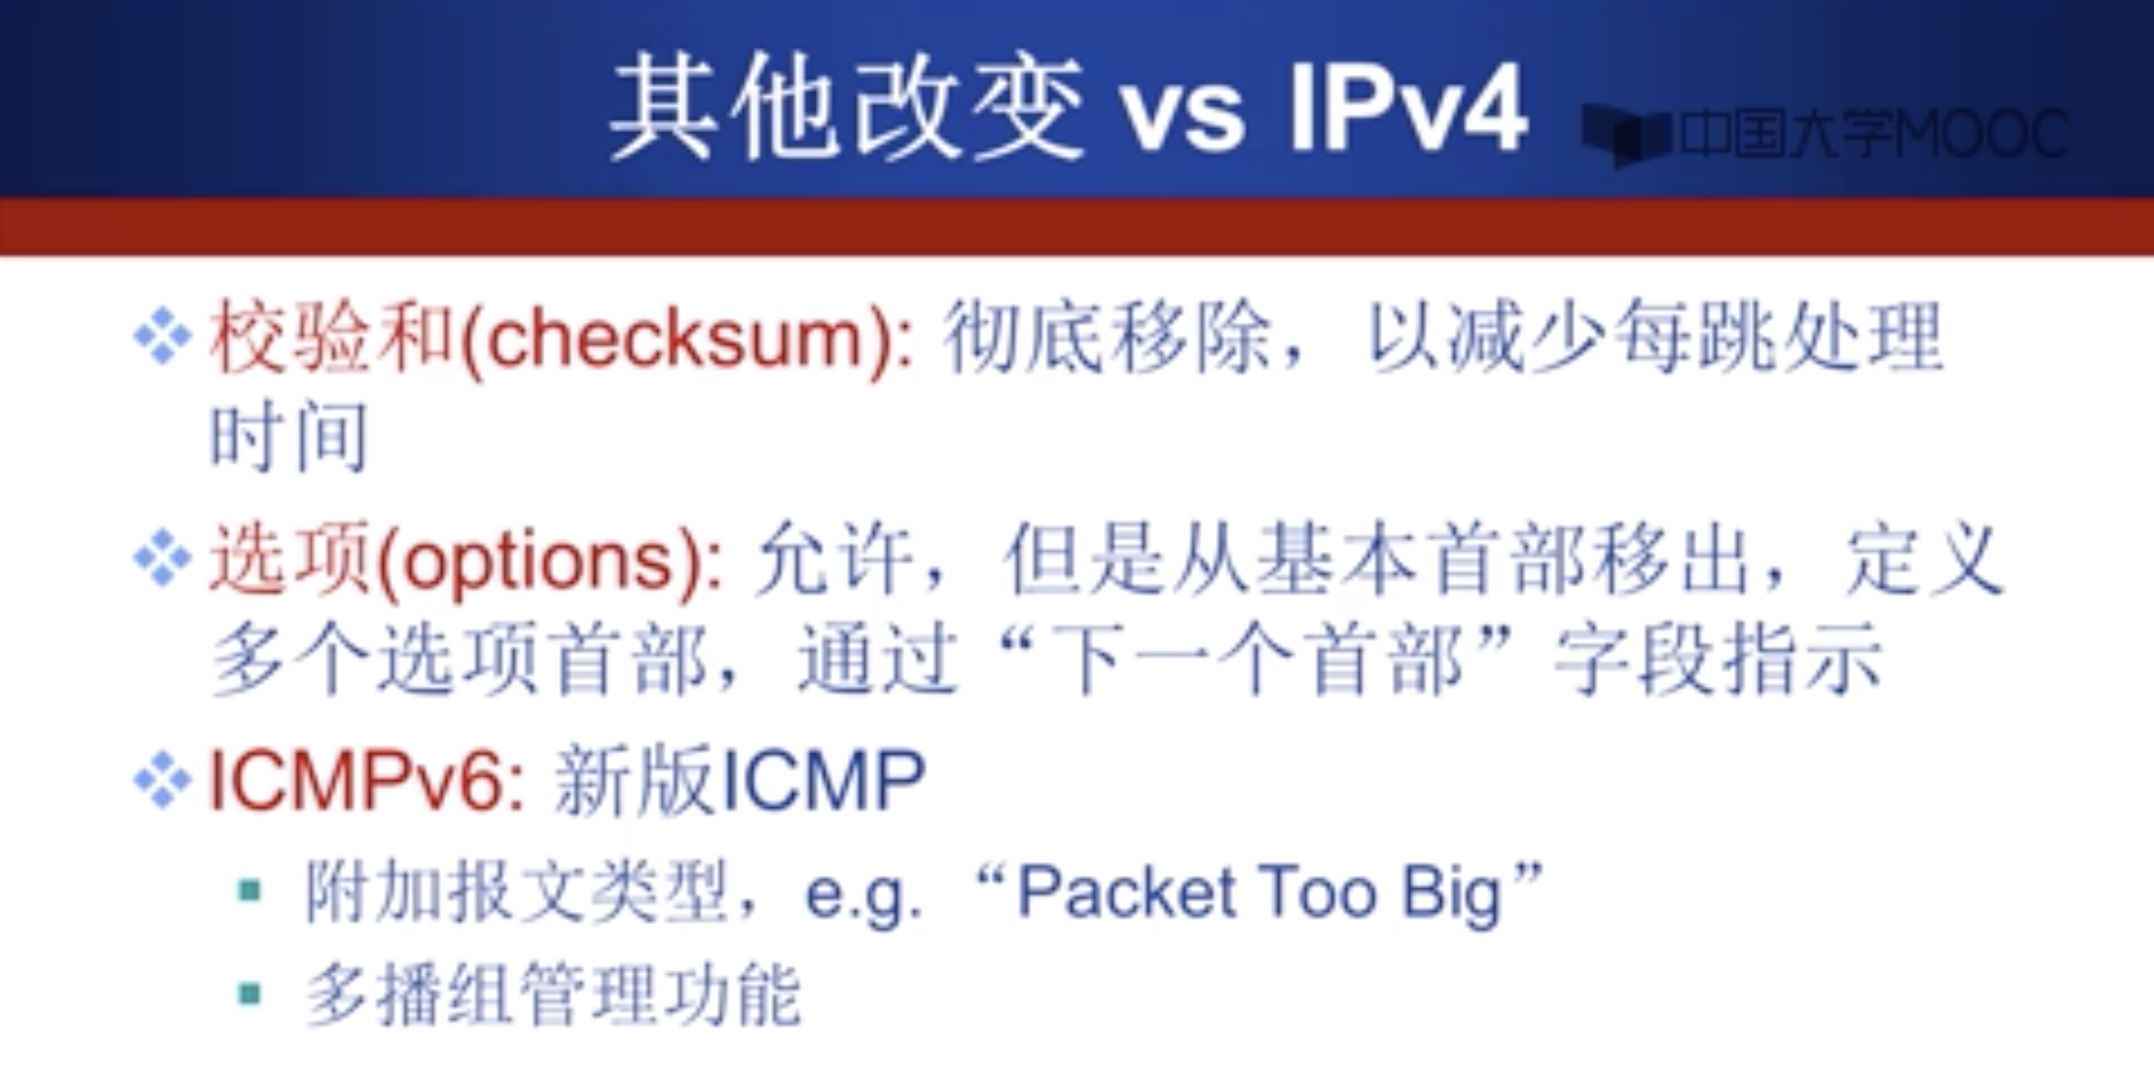 其他改变 vs IPv4
中国大学MOOC
校验和(checksum): 彻底移除，以减少每跳处理
时间
选项(options): 允许，但是从基本首部移出，定义
多个选项首部，通过“下一个首部”字段指示
ICMPv6: 新版ICMP
附加报文类型，e.g. “Packet Too Big”
多播组管理功能